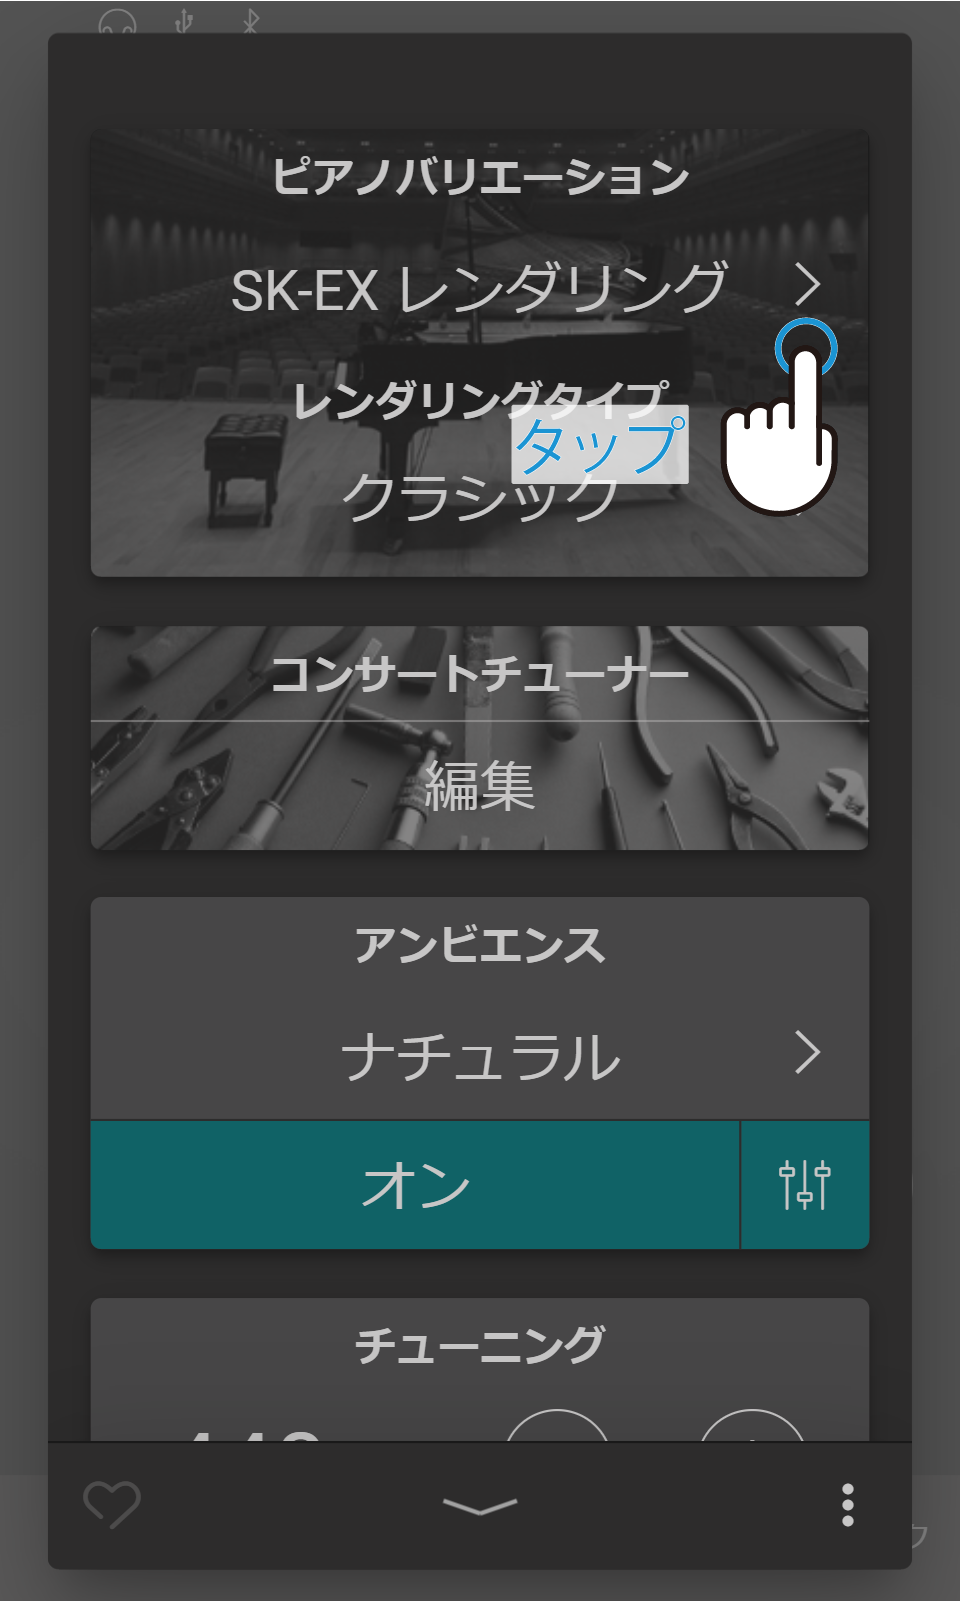 ピアノバリエーション
SK-EX レンダリング
レンダリングタイプ
タップ
クラシック
コンサートチューナー
編集
アンビエンス
ナチュラル
オン
チューニング